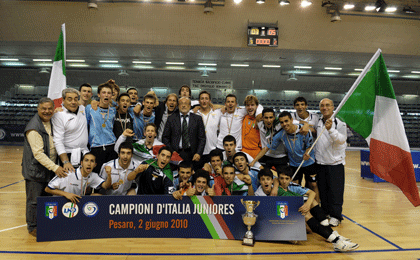 CAMPIONI D'ITALIA JUNIORES
Pesaro, 2 giugno 2010